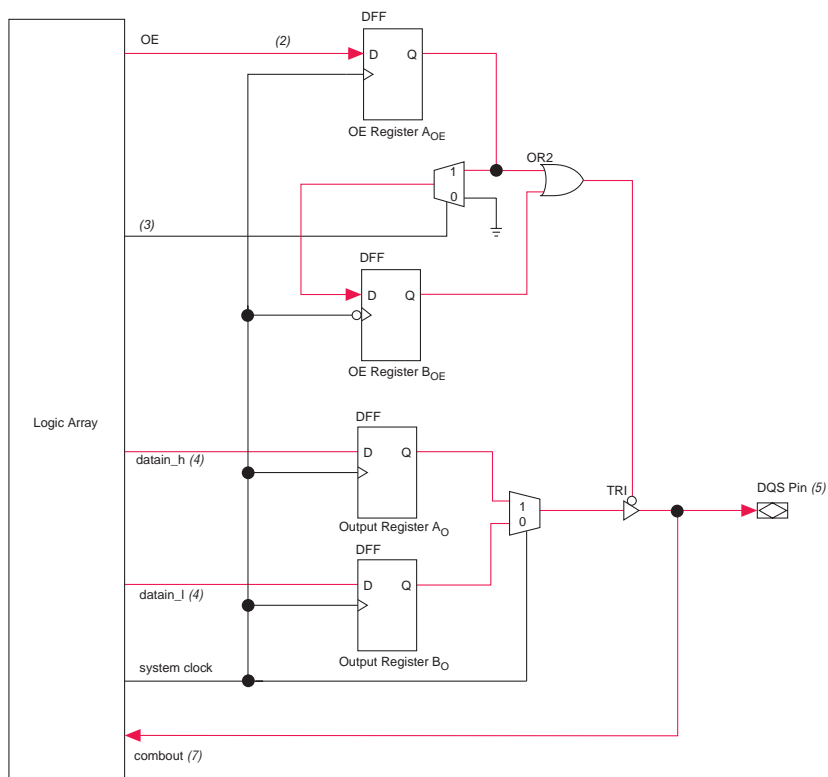 DFF
OE (2)
D Q
OE Register A_OE
OR2
1
0
(3)
DFF
D Q
OE Register B_OE
Logic Array
DFF
datain_h (4)
D Q
Output Register A_O
TRI
DQS Pin (5)
1
0
DFF
datain_l (4)
D Q
Output Register B_O
system clock
combout (7)